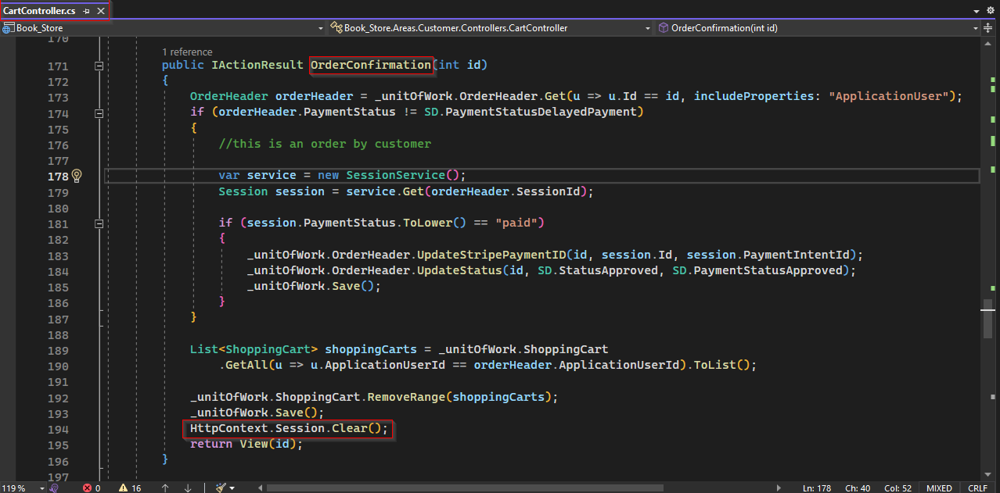 CartController.cs
Book_Store Book_Store.Areas.Customer.Controllers.CartController OrderConfirmation(int id)
170
1 reference
171 public IActionResult OrderConfirmation(int id)
172 {
173 OrderHeader orderHeader = _unitOfWork.OrderHeader.Get(u => u.Id == id, includeProperties: "ApplicationUser");
174 if (orderHeader.PaymentStatus != SD.PaymentStatusDelayedPayment)
175 {
176 //this is an order by customer
177
178 var service = new SessionService();
179 Session session = service.Get(orderHeader.SessionId);
180
181 if (session.PaymentStatus.ToLower() == "paid")
182 {
183 _unitOfWork.OrderHeader.UpdateStripePaymentID(id, session.Id, session.PaymentIntentId);
184 _unitOfWork.OrderHeader.UpdateStatus(id, SD.StatusApproved, SD.PaymentStatusApproved);
185 _unitOfWork.Save();
186 }
187 }
188
189 List<ShoppingCart> shoppingCarts = _unitOfWork.ShoppingCart
190 .GetAll(u => u.ApplicationUserId == orderHeader.ApplicationUserId).ToList();
191
192 _unitOfWork.ShoppingCart.RemoveRange(shoppingCarts);
193 _unitOfWork.Save();
194 HttpContext.Session.Clear();
195 return View(id);
196 }
197
119 % 0 16 Ln: 178 Ch: 40 Col: 52 MIXED CRLF